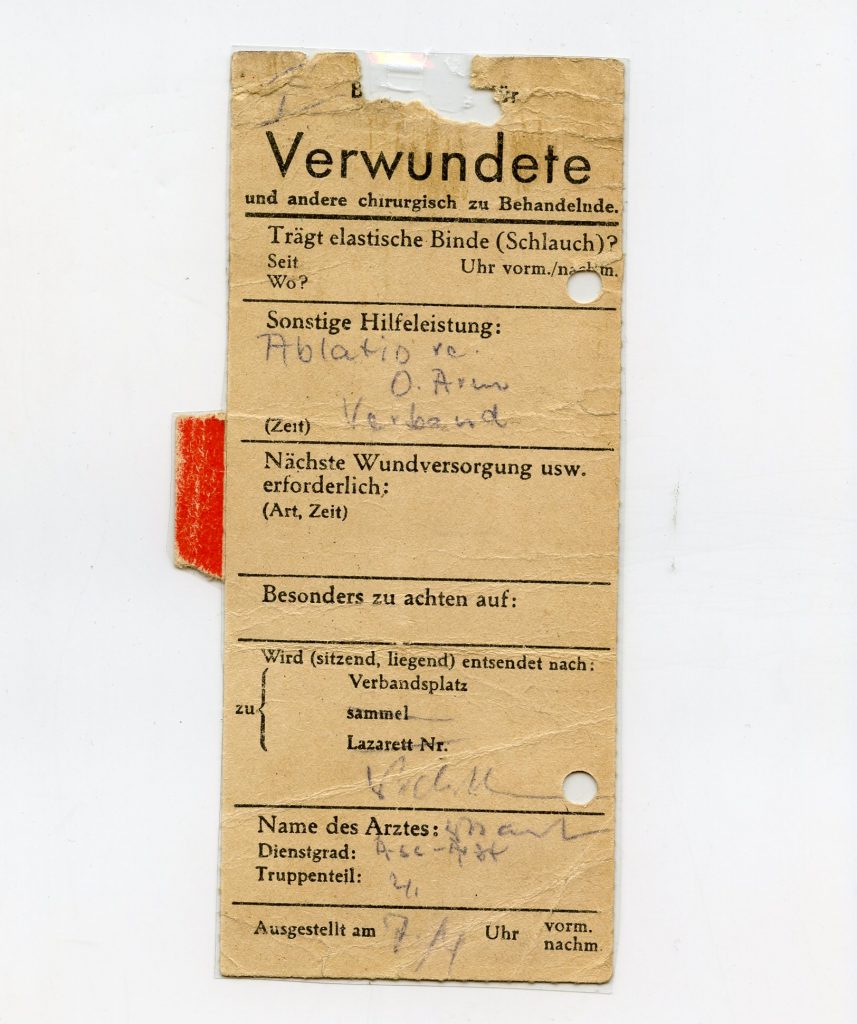 für
Verwundete
und andere chirurgisch zu Behandelnde.
Trägt elastische Binde (Schlauch)?
Seit Uhr vorm./nachm.
Wo?
Sonstige Hilfeleistung:
Ablatio re.
O. Arm
(Zeit) Verband
Nächste Wundversorgung usw.
erforderlich:
(Art, Zeit)
Besonders zu achten auf:
Wird (sitzend, liegend) entsendet nach:
Verbandsplatz
zu sammel
Lazarett Nr.
Name des Arztes:
Dienstgrad:
Truppenteil:
Ausgestellt am Uhr vorm.
nachm.